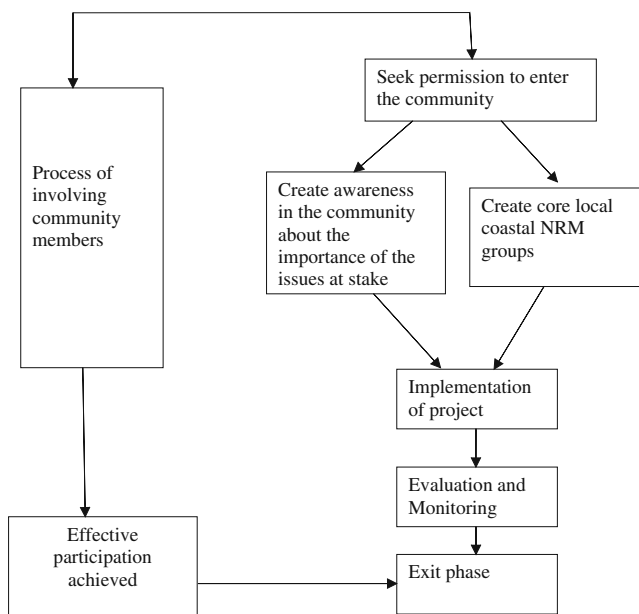 Seek permission to enter
the community
Process of
involving
community
members
Create awareness
in the community
about the
importance of the
issues at stake
Create core local
coastal NRM
groups
Implementation
of project
Evaluation and
Monitoring
Effective
participation
achieved
Exit phase